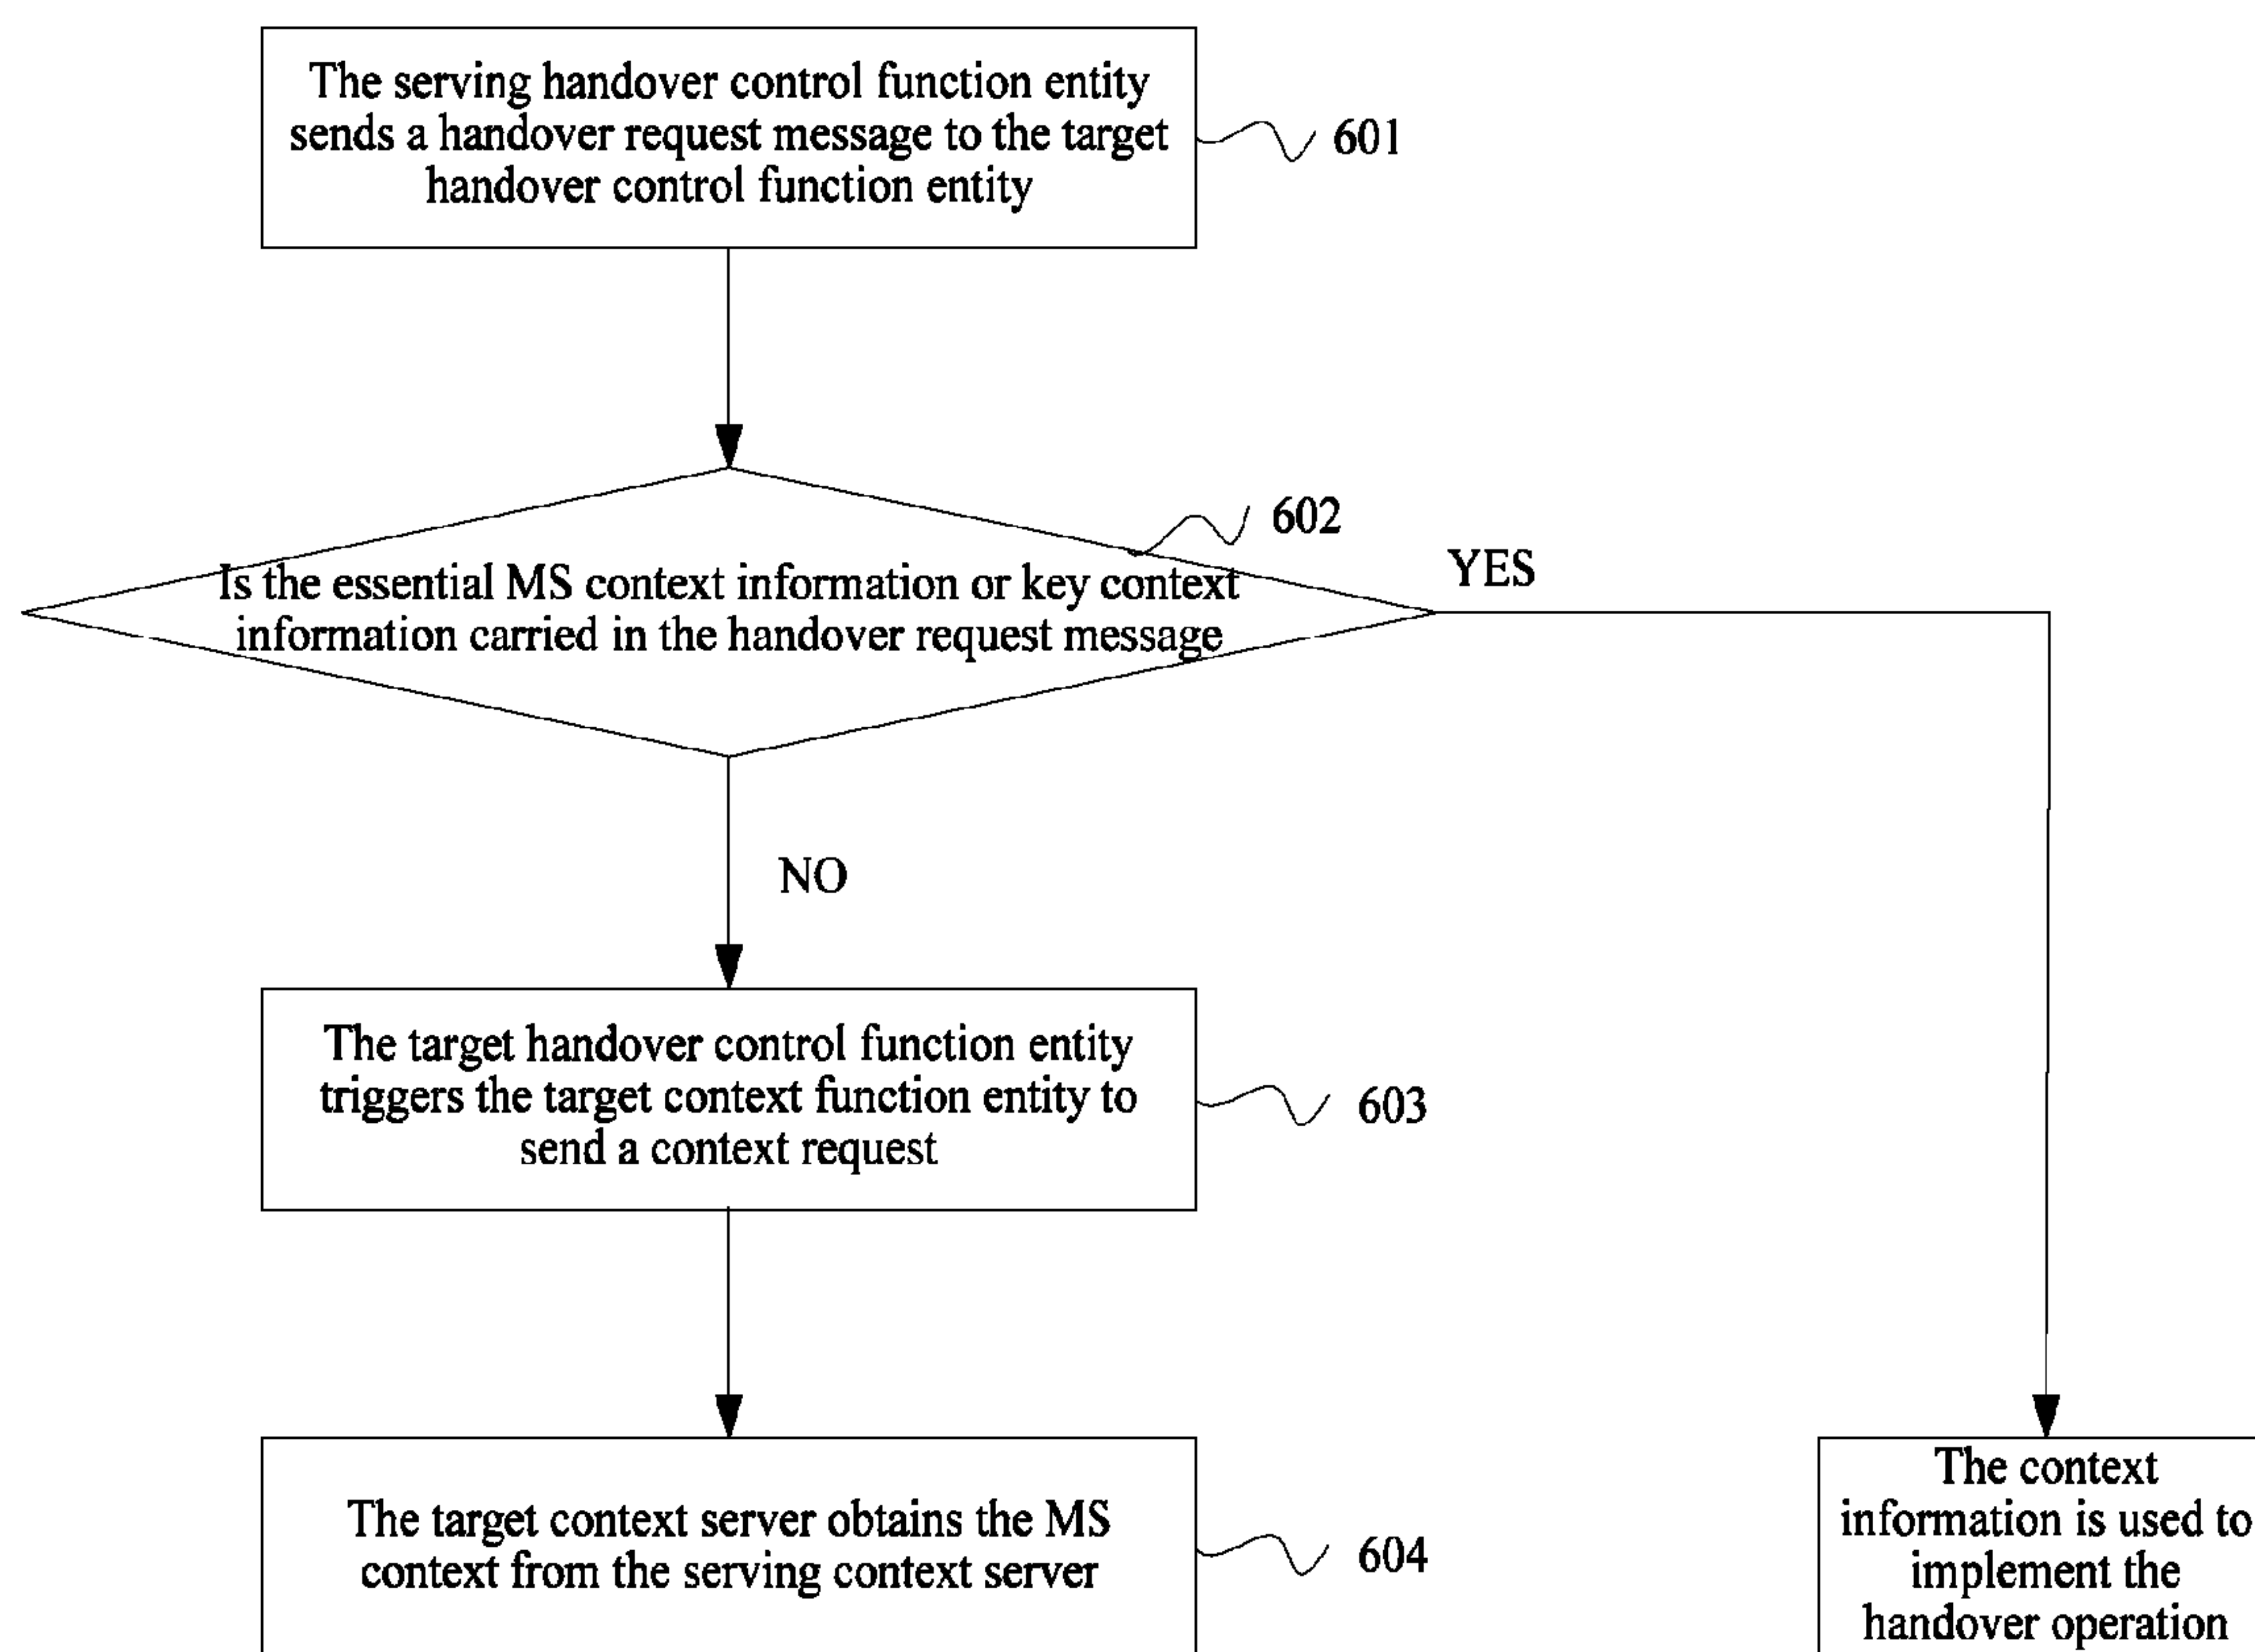 The serving handover control function entity
sends a handover request message to the target
handover control function entity
601
602
Is the essential MS context information or key context
information carried in the handover request message
YES
NO
The target handover control function entity
triggers the target context function entity to
send a context request
603
The target context server obtains the MS
context from the serving context server
604
The context
information is used to
implement the
handover operation